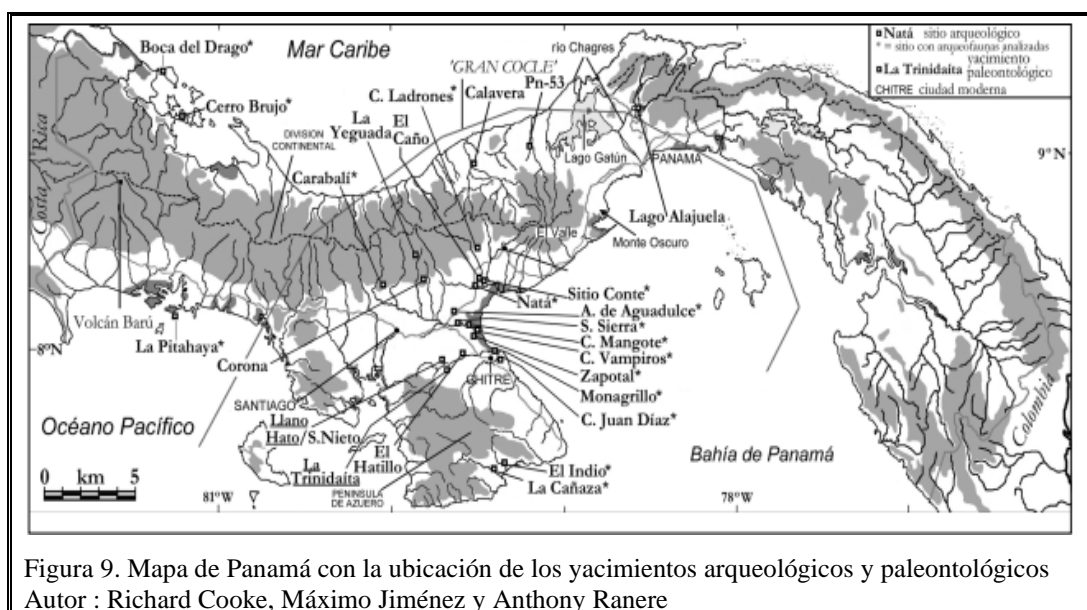 Boca del Drago*
Mar Caribe
río Chagres
Natá sitio arqueológico
* = sitio con arqueofaunas analizadas
yacimiento
La Trinidaíta paleontológico
CHITRE ciudad moderna
'GRAN COCLE'
Pn-53
C. Ladrones*
Calavera
Cerro Brujo*
La
Yeguada
El
Caño
DIVISION
CONTINENTAL
Carabalí*
Costa Rica
Lago Gatún
PANAMÁ
9° N
Lago Alajuela
El Valle
Monte Oscuro
Sitio Conte*
Natá*
A. de Aguadulce*
S. Sierra*
C. Mangote*
C. Vampiros*
Zapotal*
Monagrillo*
C. Juan Díaz*
Volcán Barú
La Pitahaya*
8°N
Corona
CHITRE
SANTIAGO
Llano
Hato/S.Nieto
Océano Pacífico
El
Hatillo
La
Trinidaíta
El Indio*
La Cañaza*
Bahía de Panamá
Colombia
PENINSULA
DE AZUERO
0 km 5
81°W
78°W
Figura 9. Mapa de Panamá con la ubicación de los yacimientos arqueológicos y paleontológicos
Autor : Richard Cooke, Máximo Jiménez y Anthony Ranere